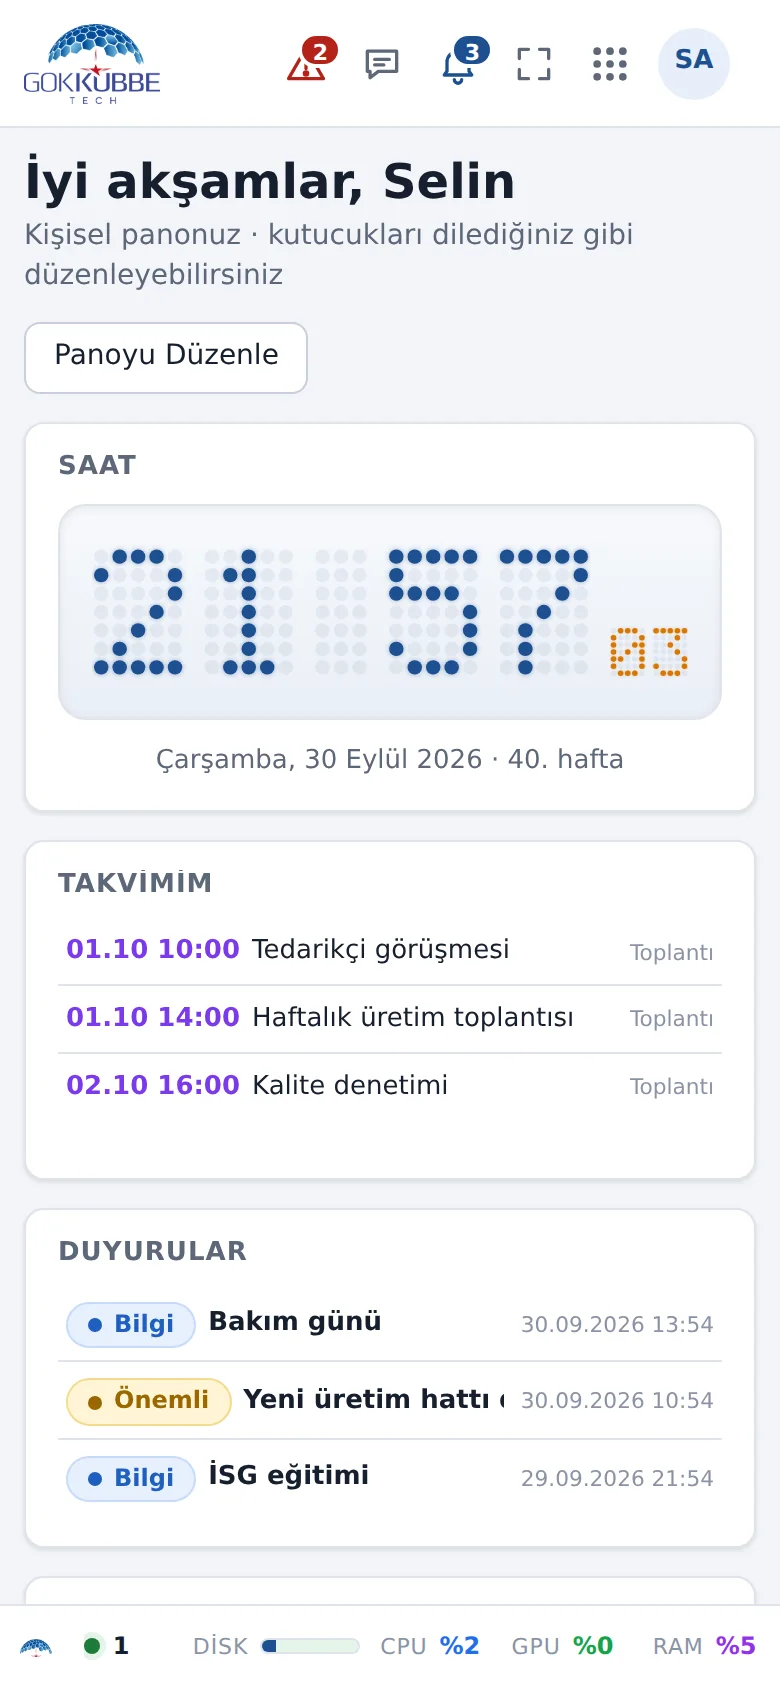 GÖKKUBBE
TECH
2
3
SA
İyi akşamlar, Selin
Kişisel panonuz · kutucukları dilediğiniz gibi
düzenleyebilirsiniz
Panoyu Düzenle
SAAT
21 57 03
Çarşamba, 30 Eylül 2026 · 40. hafta
TAKVİMİM
01.10 10:00 Tedarikçi görüşmesi Toplantı
01.10 14:00 Haftalık üretim toplantısı Toplantı
02.10 16:00 Kalite denetimi Toplantı
DUYURULAR
Bilgi Bakım günü 30.09.2026 13:54
Önemli Yeni üretim hattı 30.09.2026 10:54
Bilgi İSG eğitimi 29.09.2026 21:54
1 DİSK CPU %2 GPU %0 RAM %5